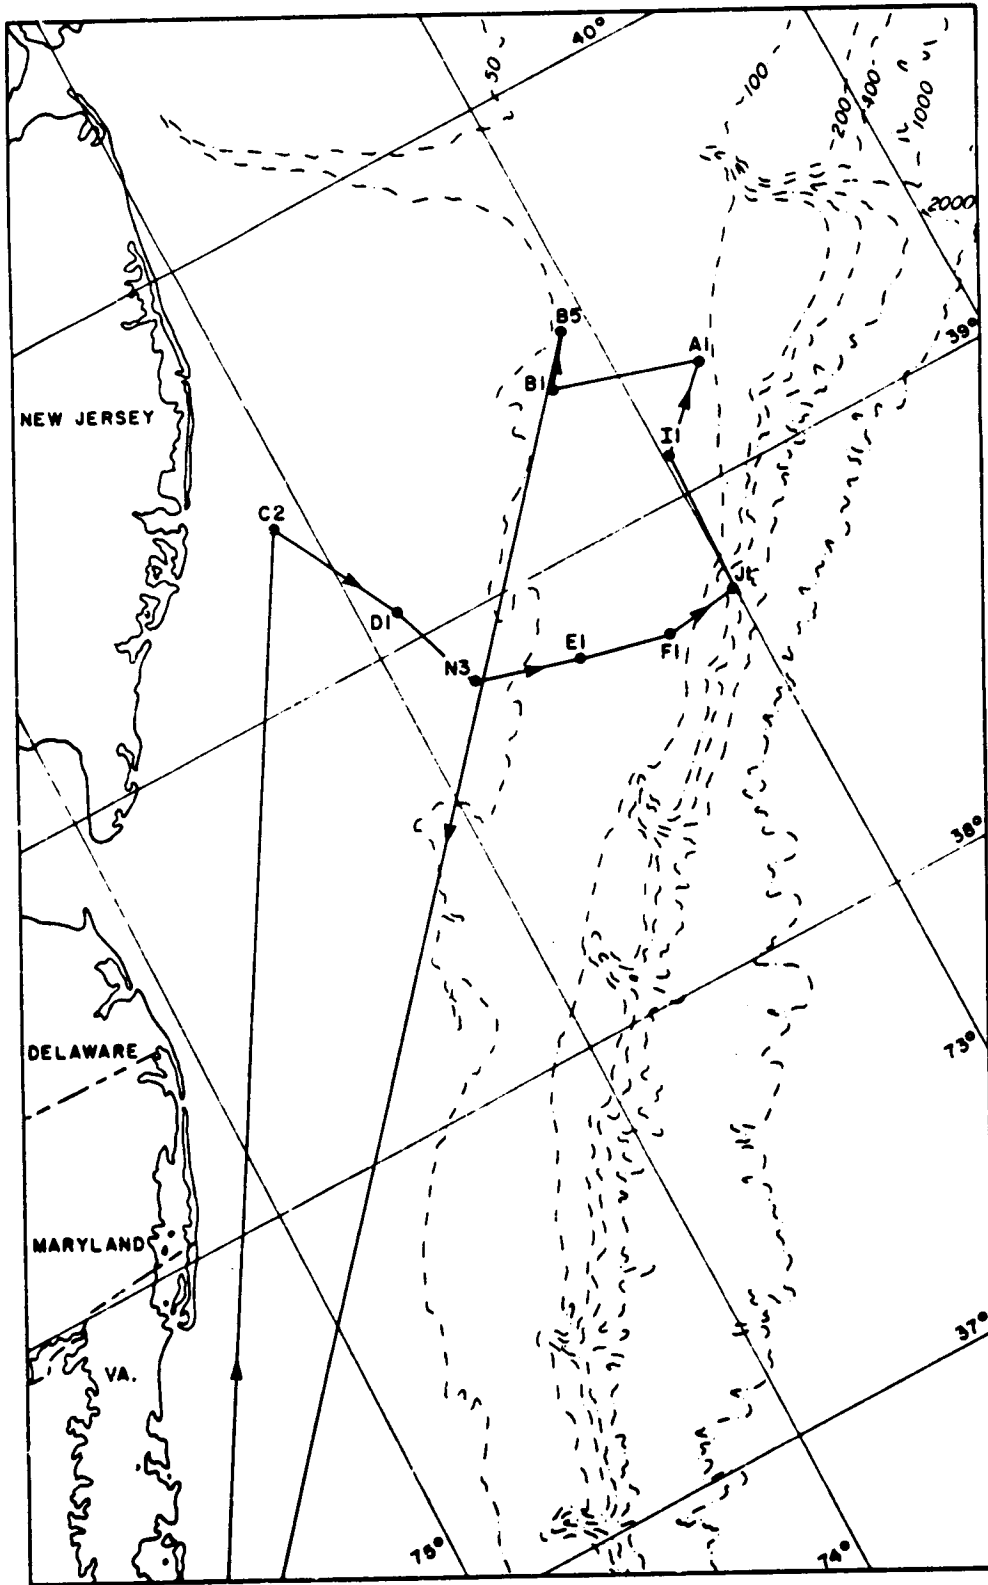 40°
50
100
200
400
1000
2000
39°
B5
A1
B1
NEW JERSEY
I1
C2
J1
D1
E1
F1
N3
38°
73°
DELAWARE
MARYLAND
37°
VA.
75°
74°